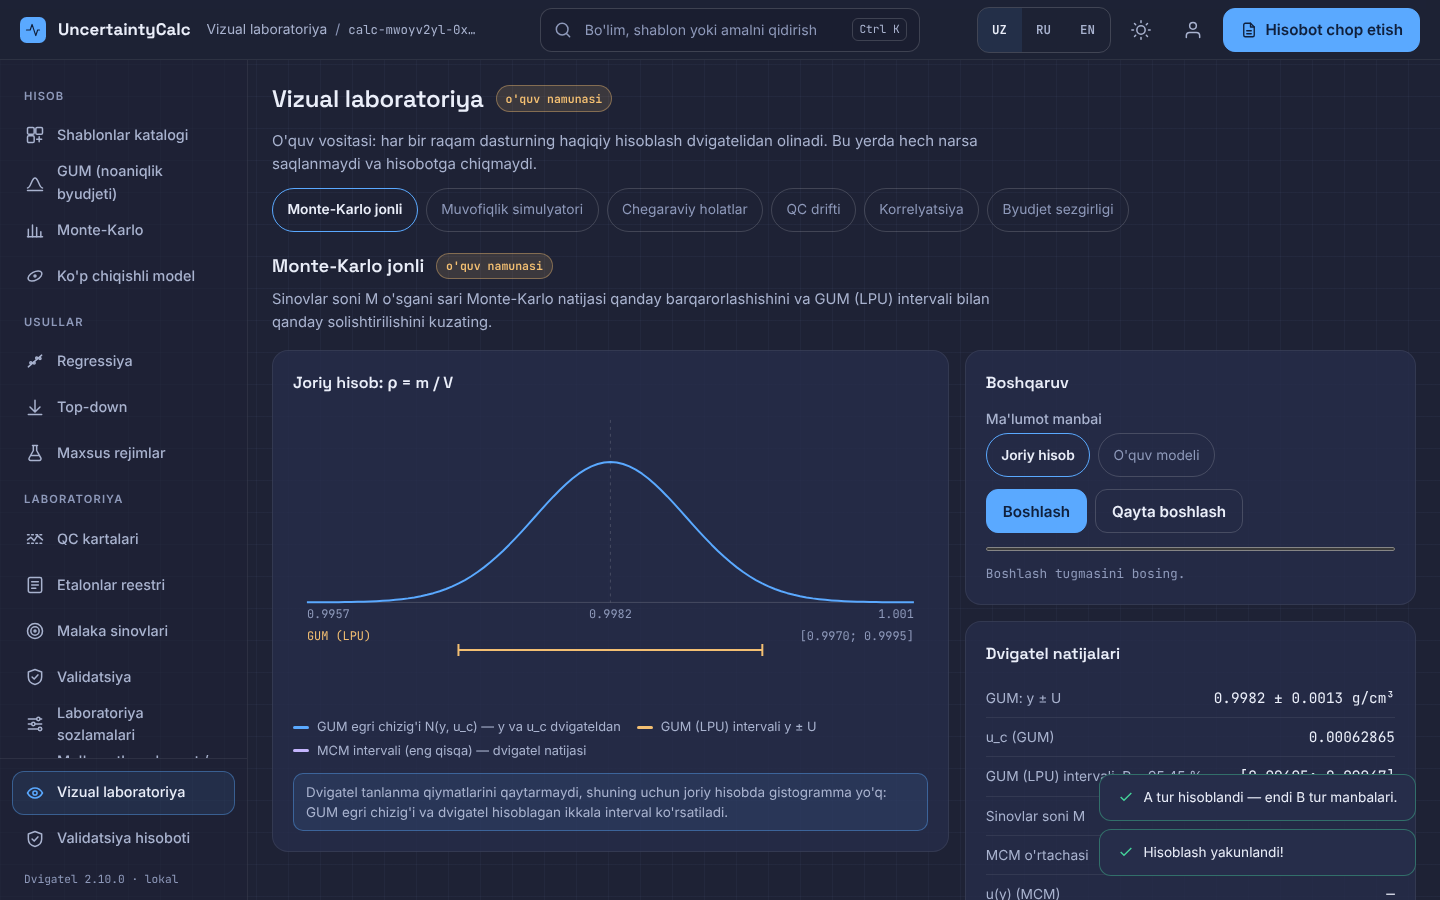 UncertaintyCalc
Vizual laboratoriya / calc-mwoyv2yl-0x…
Bo'lim, shablon yoki amalni qidirish
Ctrl K
UZ
RU
EN
Hisobot chop etish
HISOB
Shablonlar katalogi
GUM (noaniqlik
byudjeti)
Monte-Karlo
Ko'p chiqishli model
USULLAR
Regressiya
Top-down
Maxsus rejimlar
LABORATORIYA
QC kartalari
Etalonlar reestri
Malaka sinovlari
Validatsiya
Laboratoriya
sozlamalari
Vizual laboratoriya
Validatsiya hisoboti
Dvigatel 2.10.0 · lokal
Vizual laboratoriya
o'quv namunasi
O'quv vositasi: har bir raqam dasturning haqiqiy hisoblash dvigatelidan olinadi. Bu yerda hech narsa
saqlanmaydi va hisobotga chiqmaydi.
Monte-Karlo jonli
Muvofiqlik simulyatori
Chegaraviy holatlar
QC drifti
Korrelyatsiya
Byudjet sezgirligi
Monte-Karlo jonli
o'quv namunasi
Sinovlar soni M o'sgani sari Monte-Karlo natijasi qanday barqarorlashishini va GUM (LPU) intervali bilan
qanday solishtirilishini kuzating.
Joriy hisob: ρ = m / V
0.9957
0.9982
1.001
GUM (LPU)
[0.9970; 0.9995]
GUM egri chizig'i N(y, u_c) — y va u_c dvigateldan
GUM (LPU) intervali y ± U
MCM intervali (eng qisqa) — dvigatel natijasi
Dvigatel tanlanma qiymatlarini qaytarmaydi, shuning uchun joriy hisobda gistogramma yo'q:
GUM egri chizig'i va dvigatel hisoblagan ikkala interval ko'rsatiladi.
Boshqaruv
Ma'lumot manbai
Joriy hisob
O'quv modeli
Boshlash
Qayta boshlash
Boshlash tugmasini bosing.
Dvigatel natijalari
GUM: y ± U
0.9982 ± 0.0013 g/cm³
u_c (GUM)
0.00062865
GUM (LPU)
A tur hisoblandi — endi B tur manbalari.
Sinovlar soni M
MCM o'rtachasi
Hisoblash yakunlandi!
u(y) (MCM)
—